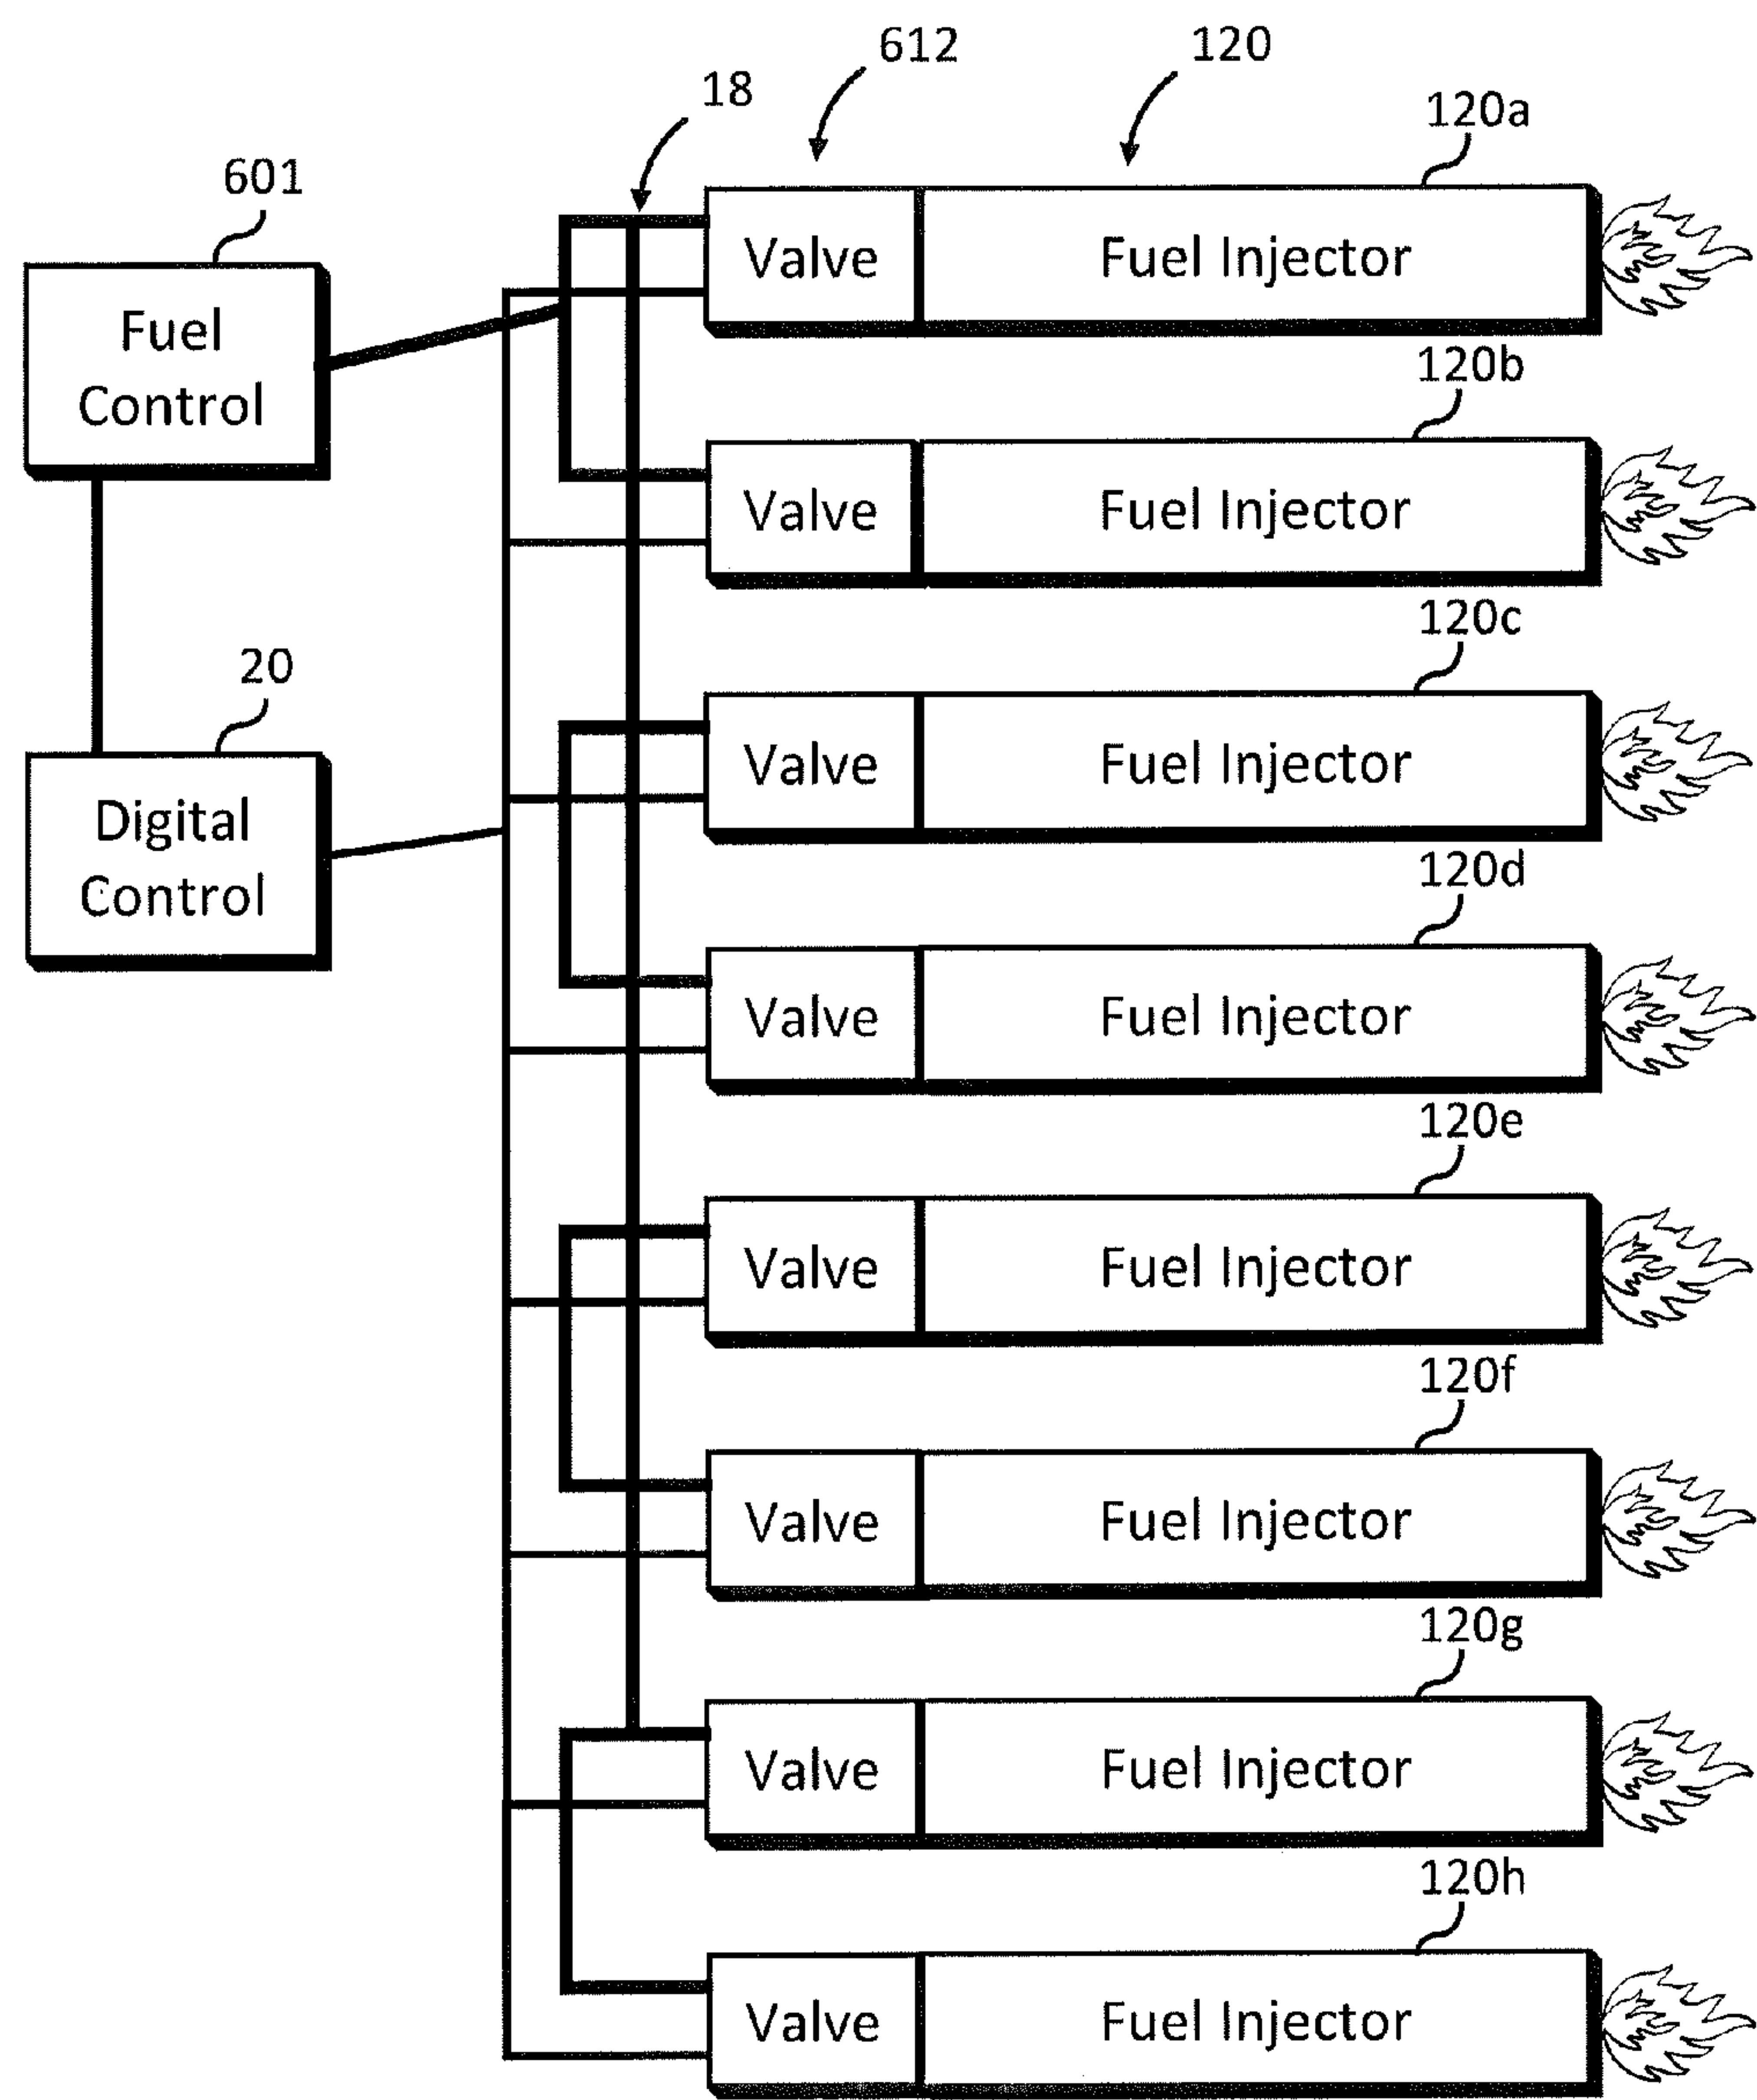 612
120
18
120a
601
Valve
Fuel Injector
Fuel
Control
120b
Valve
Fuel Injector
120c
20
Valve
Fuel Injector
Digital
Control
120d
Valve
Fuel Injector
120e
Valve
Fuel Injector
120f
Valve
Fuel Injector
120g
Valve
Fuel Injector
120h
Valve
Fuel Injector